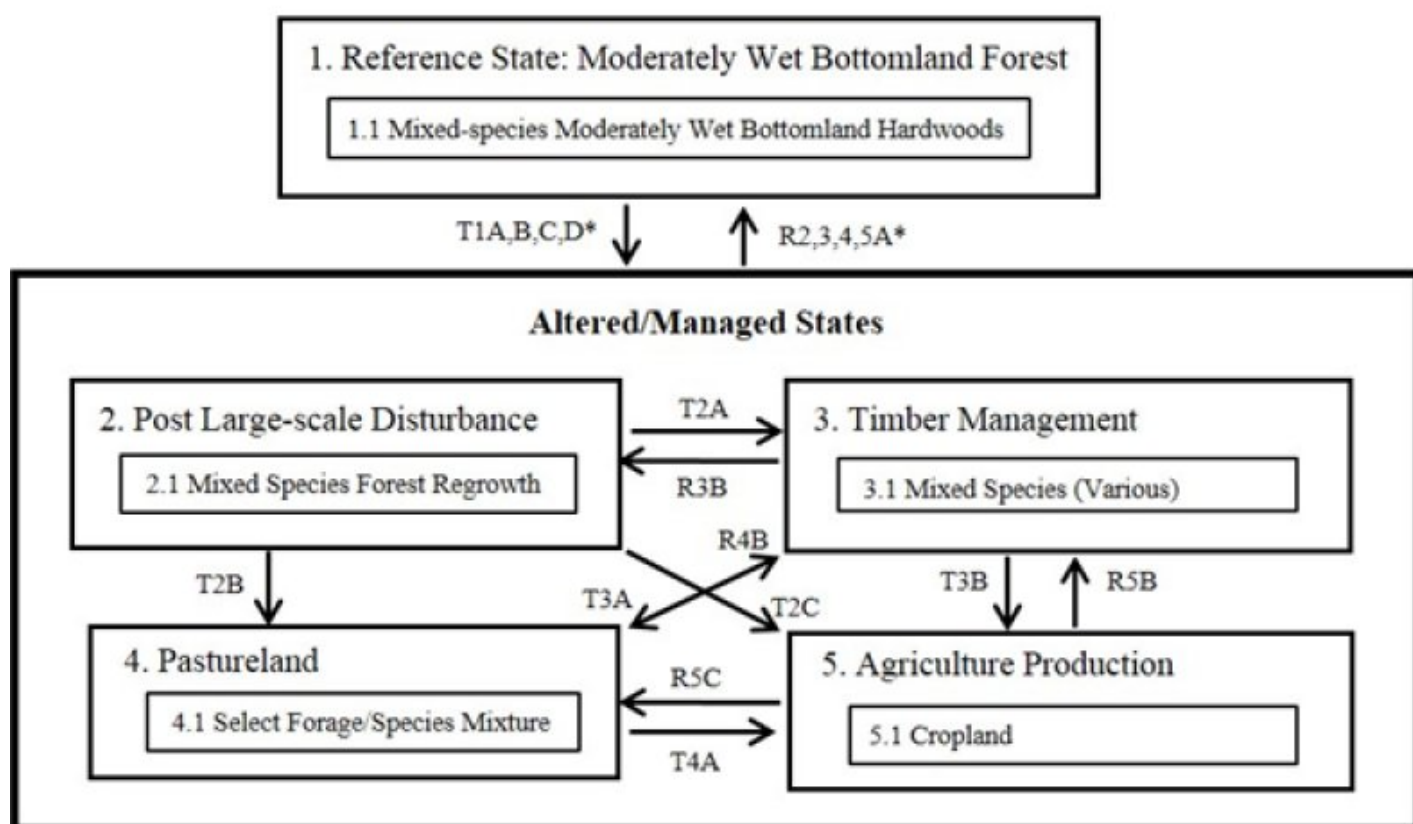 1. Reference State: Moderately Wet Bottomland Forest
1.1 Mixed-species Moderately Wet Bottomland Hardwoods
T1A,B,C,D*
R2,3,4,5A*
Altered/Managed States
2. Post Large-scale Disturbance
2.1 Mixed Species Forest Regrowth
T2A
R3B
3. Timber Management
3.1 Mixed Species (Various)
T2B
T3A
R4B
T2C
T3B
R5B
4. Pastureland
4.1 Select Forage/Species Mixture
R5C
T4A
5. Agriculture Production
5.1 Cropland